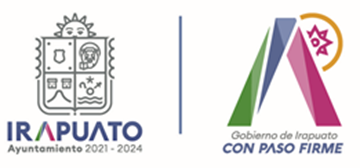 IRAPUATO
Ayuntamiento 2021 - 2024
Gobierno de Irapuato
CON PASO FIRME